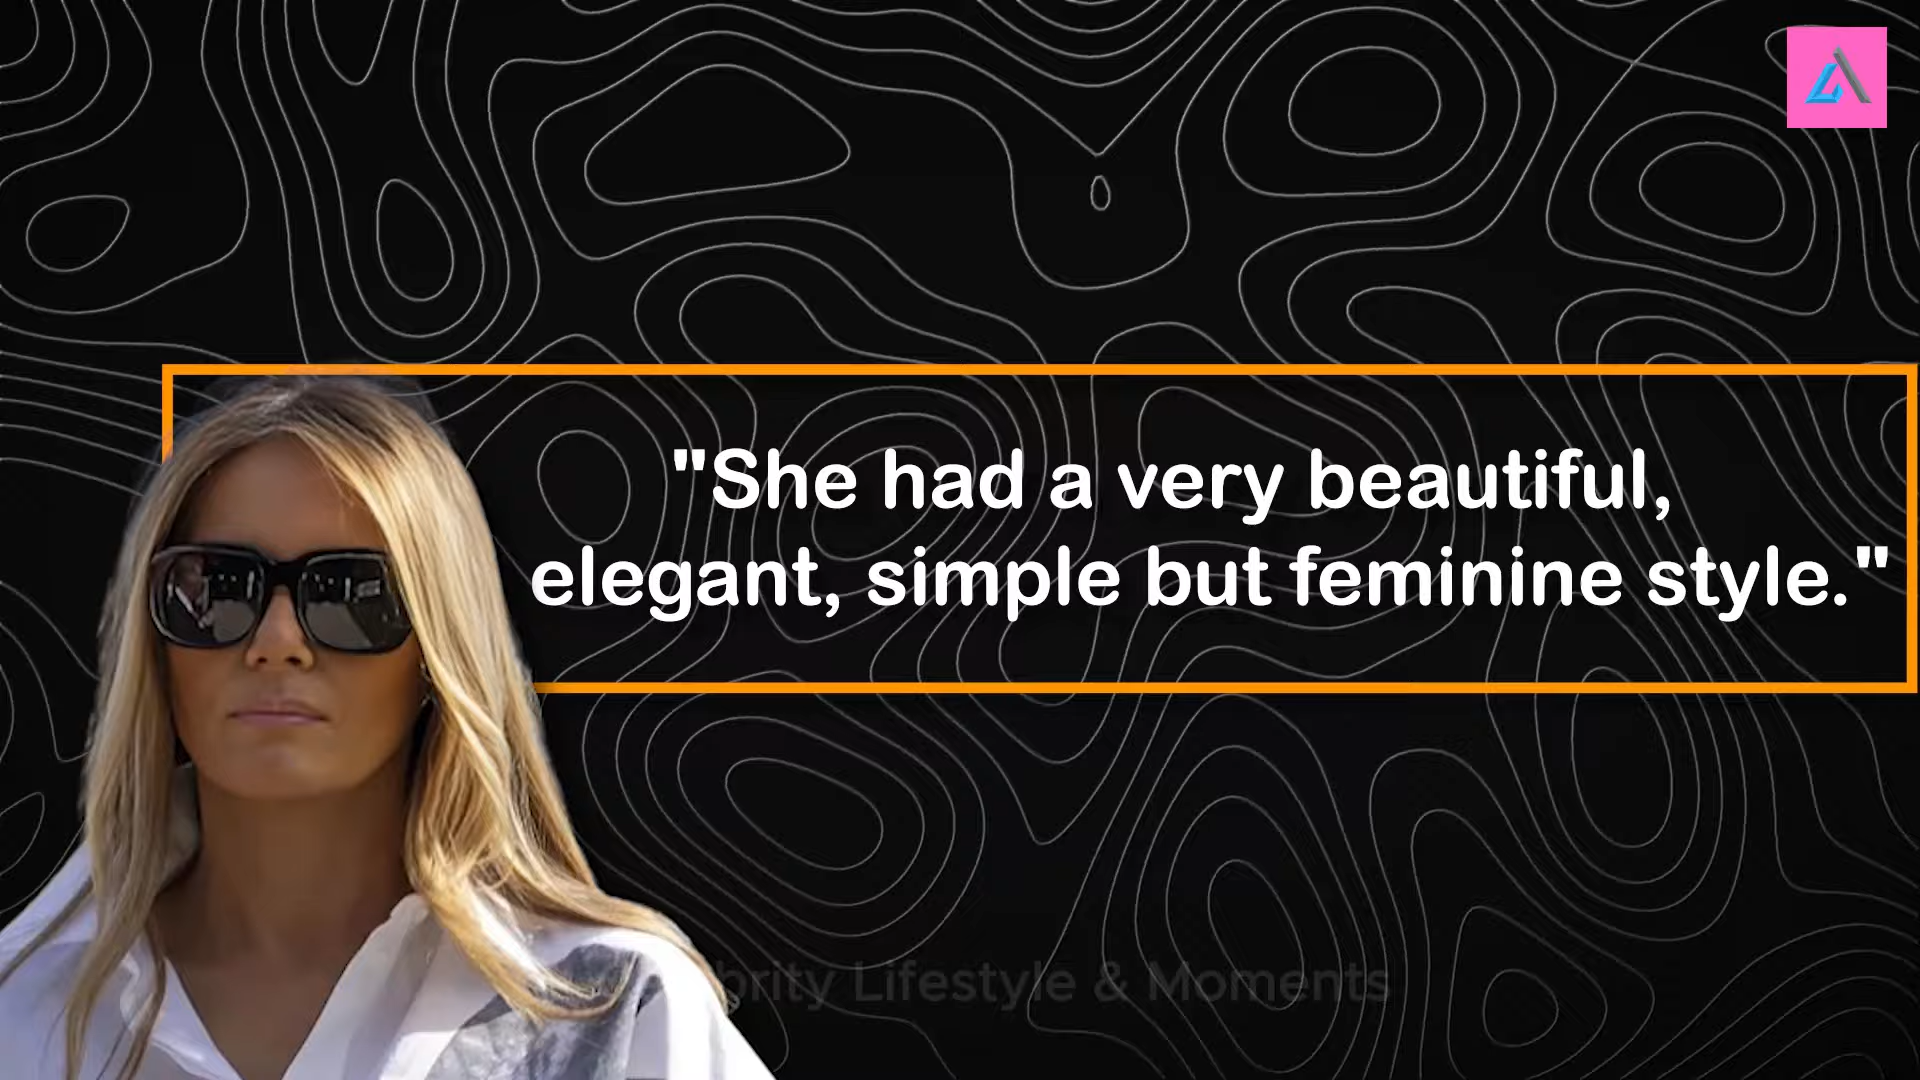 "She had a very beautiful,
elegant, simple but feminine style."
Lifestyle & Moments